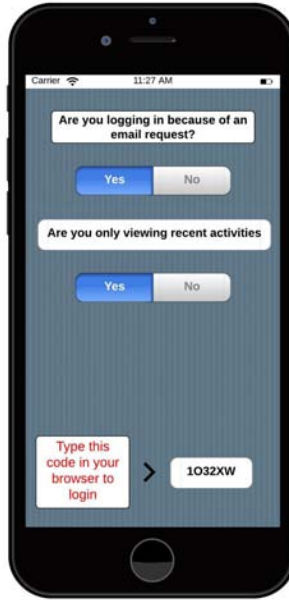 Carrier 11:27 AM
Are you logging in because of an
email request?
Yes No
Are you only viewing recent activities
Yes No
Type this
code in your
browser to
login
1O32XW